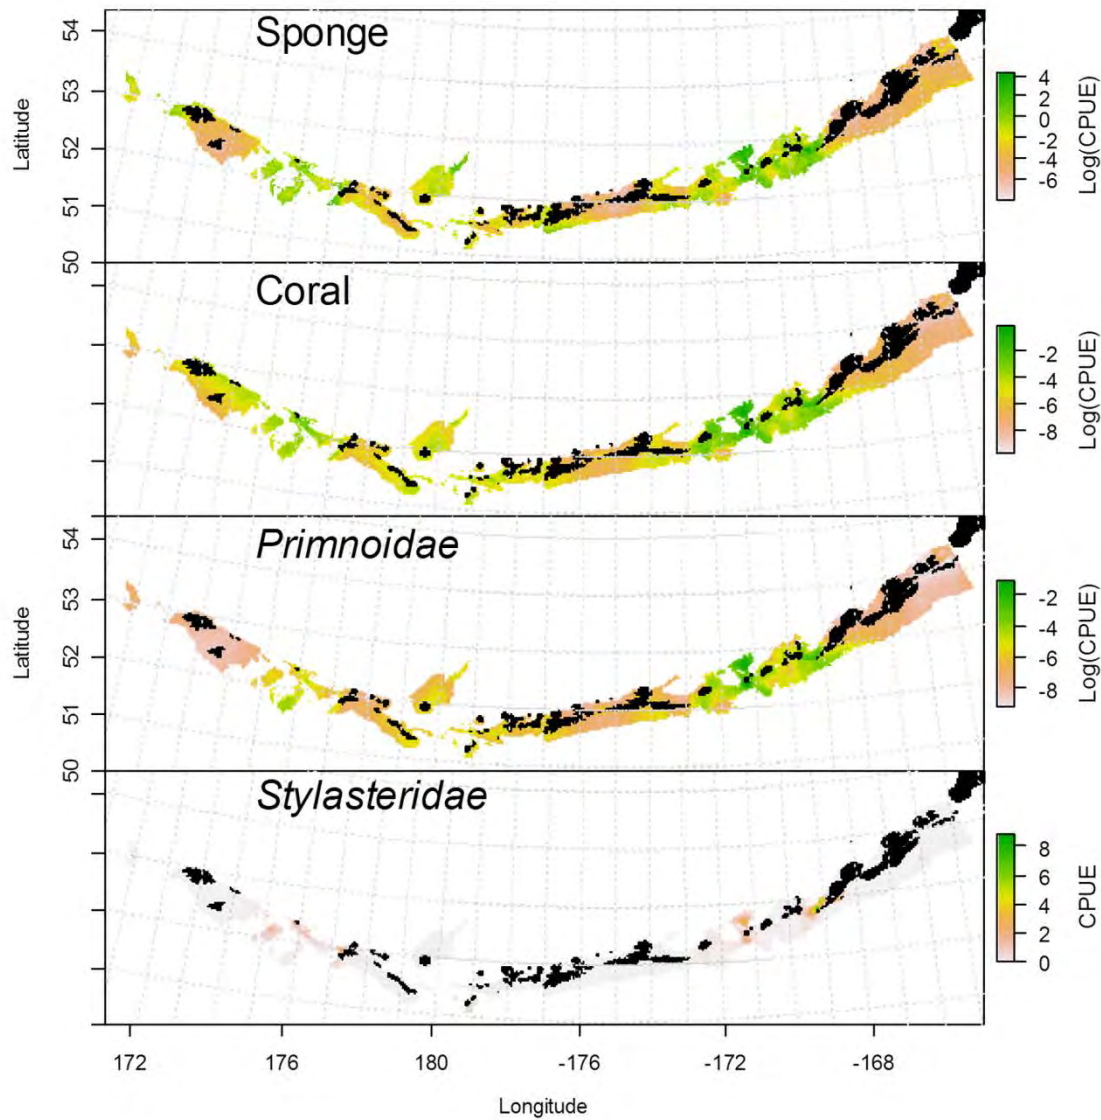 Sponge
54
53
52
51
50
Latitude
4
2
0
-2
-4
-6
Log(CPUE)
Coral
-2
-4
-6
-8
Log(CPUE)
Primnoidae
54
53
52
51
50
Latitude
-2
-4
-6
-8
Log(CPUE)
Stylasteridae
8
6
4
2
0
CPUE
172 176 180 -176 -172 -168
Longitude